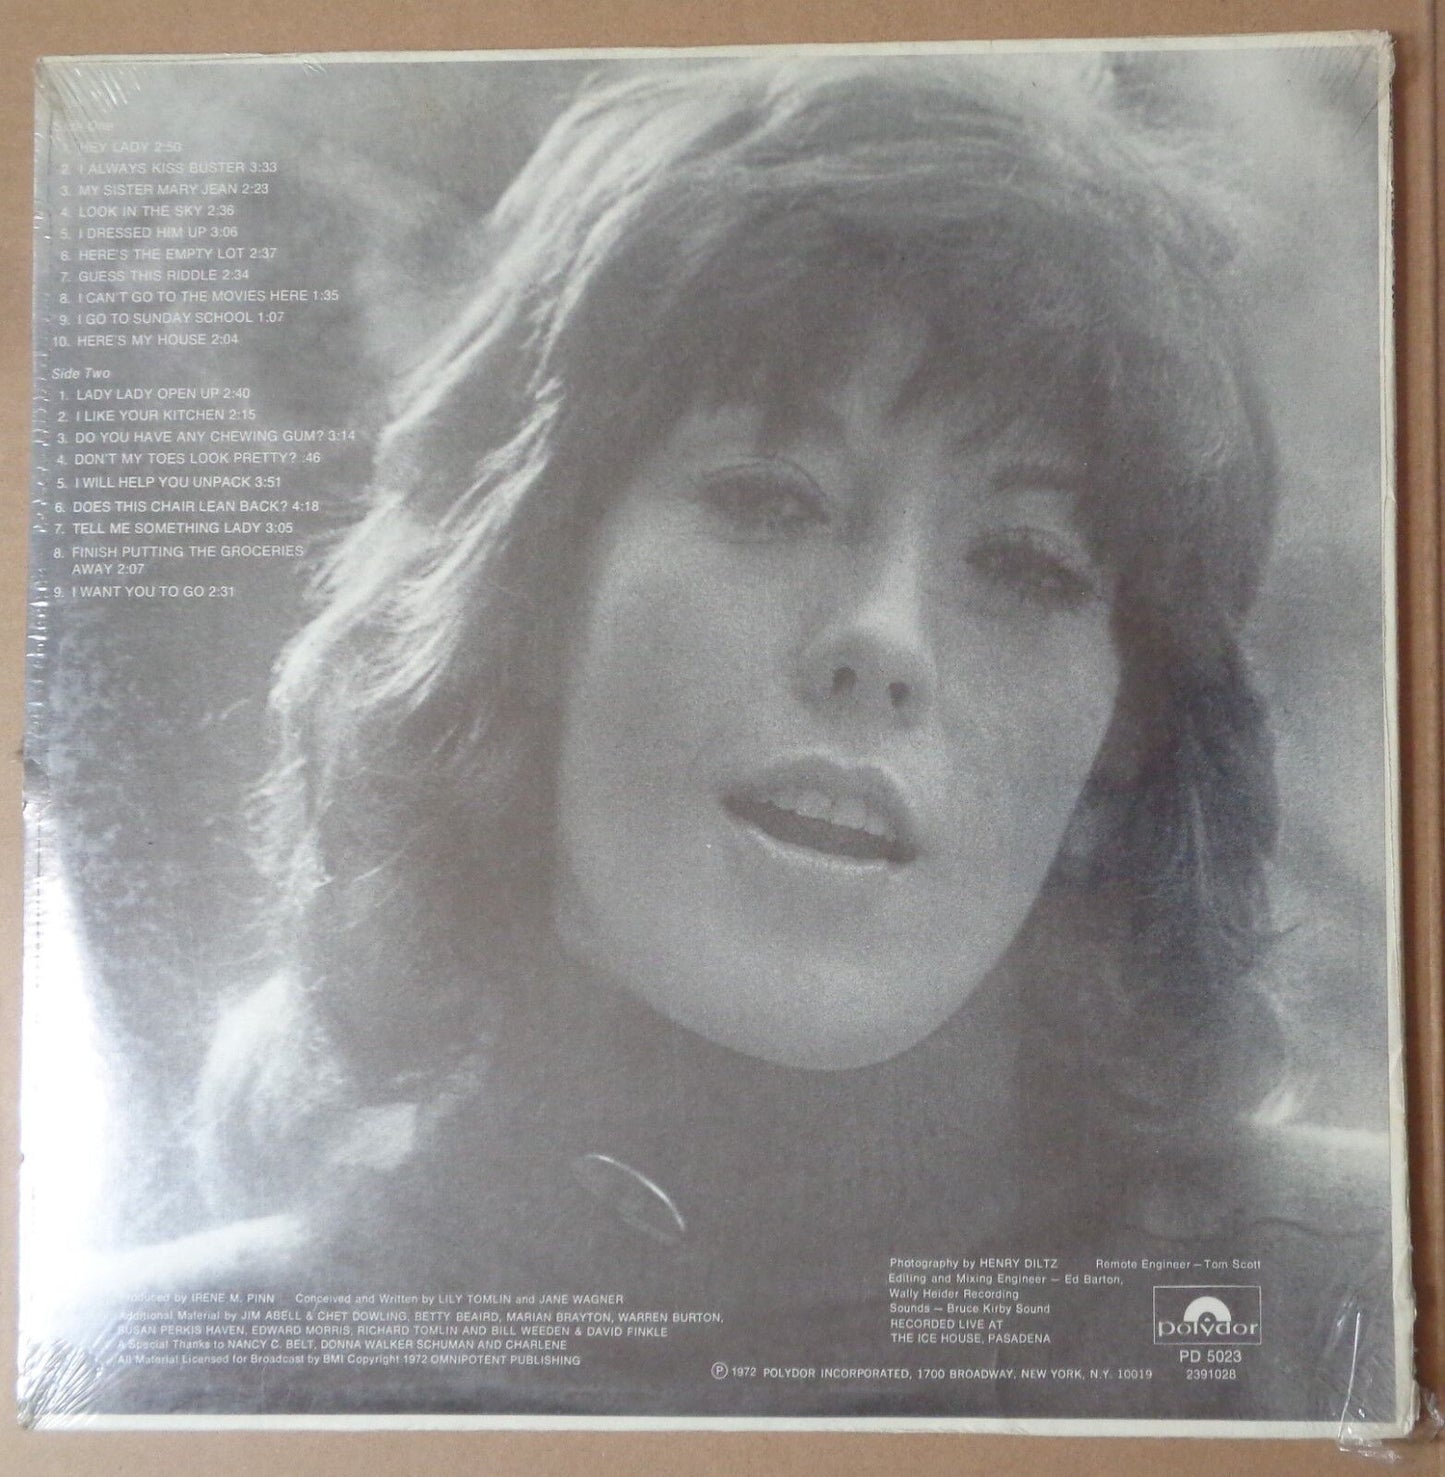 Side One
1. HEY LADY 2:50
2. I ALWAYS KISS BUSTER 3:33
3. MY SISTER MARY JEAN 2:23
4. LOOK IN THE SKY 2:36
5. I DRESSED HIM UP 3:06
6. HERE'S THE EMPTY LOT 2:37
7. GUESS THIS RIDDLE 2:34
8. I CAN'T GO TO THE MOVIES HERE 1:35
9. I GO TO SUNDAY SCHOOL 1:07
10. HERE'S MY HOUSE 2:04
Side Two
1. LADY LADY OPEN UP 2:40
2. I LIKE YOUR KITCHEN 2:15
3. DO YOU HAVE ANY CHEWING GUM? 3:14
4. DON'T MY TOES LOOK PRETTY? :46
5. I WILL HELP YOU UNPACK 3:51
6. DOES THIS CHAIR LEAN BACK? 4:18
7. TELL ME SOMETHING LADY 3:05
8. FINISH PUTTING THE GROCERIES
AWAY 2:07
9. I WANT YOU TO GO 2:31
Produced by IRENE M. PINN Conceived and Written by LILY TOMLIN and JANE WAGNER
Additional Material by JIM ABELL & CHET DOWLING, BETTY BEAIRD, MARIAN BRAYTON, WARREN BURTON,
SUSAN PERKIS HAVEN, EDWARD MORRIS, RICHARD TOMLIN AND BILL WEEDEN & DAVID FINKLE
A Special Thanks to NANCY C. BELT, DONNA WALKER SCHUMAN AND CHARLENE
All Material Licensed for Broadcast by BMI Copyright 1972 OMNIPOTENT PUBLISHING
Photography by HENRY DILTZ Remote Engineer – Tom Scott
Editing and Mixing Engineer – Ed Barton,
Wally Heider Recording
Sounds – Bruce Kirby Sound
RECORDED LIVE AT
THE ICE HOUSE, PASADENA
polydor
PD 5023
2391028
Ⓟ 1972 POLYDOR INCORPORATED, 1700 BROADWAY, NEW YORK, N.Y. 10019